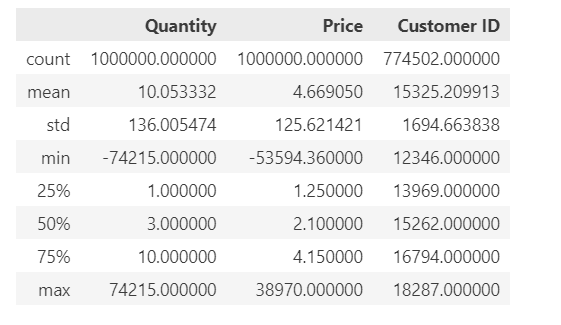 Quantity Price Customer ID
count 1000000.000000 1000000.000000 774502.000000
mean 10.053332 4.669050 15325.209913
std 136.005474 125.621421 1694.663838
min -74215.000000 -53594.360000 12346.000000
25% 1.000000 1.250000 13969.000000
50% 3.000000 2.100000 15262.000000
75% 10.000000 4.150000 16794.000000
max 74215.000000 38970.000000 18287.000000